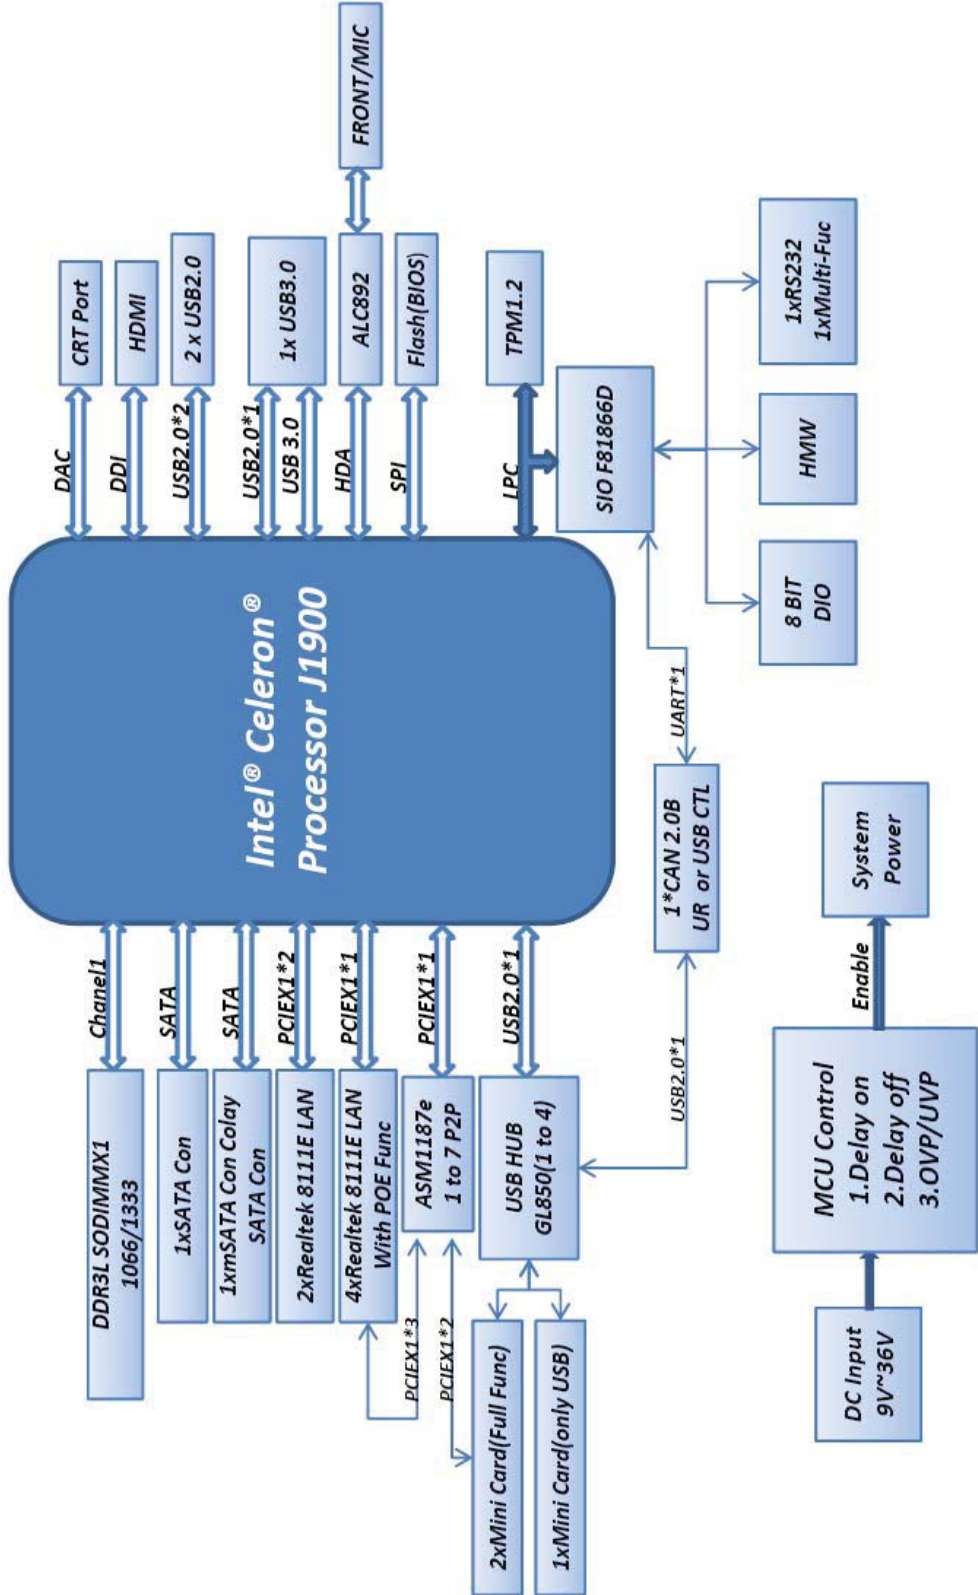 DDR3L SODIMMX1
1066/1333
Chanel1
1xSATA Con
SATA
1xmSATA Con Colay
SATA Con
SATA
2xRealtek 8111E LAN
PCIEX1*2
4xRealtek 8111E LAN
With POE Func
PCIEX1*1
ASM1187e
1 to 7 P2P
PCIEX1*1
USB HUB
GL850(1 to 4)
USB2.0*1
PCIEX1*3
PCIEX1*2
2xMini Card(Full Func)
1xMini Card(only USB)
Intel® Celeron®
Processor J1900
DAC
CRT Port
DDI
HDMI
USB2.0*2
2 x USB2.0
USB2.0*1
USB 3.0
1x USB3.0
HDA
ALC892
FRONT/MIC
SPI
Flash(BIOS)
LPC
TPM1.2
SIO F81866D
USB2.0*1
1*CAN 2.0B
UR or USB CTL
UART*1
8 BIT
DIO
HMW
1xRS232
1xMulti-Fuc
DC Input
9V~36V
MCU Control
1.Delay on
2.Delay off
3.OVP/UVP
Enable
System
Power